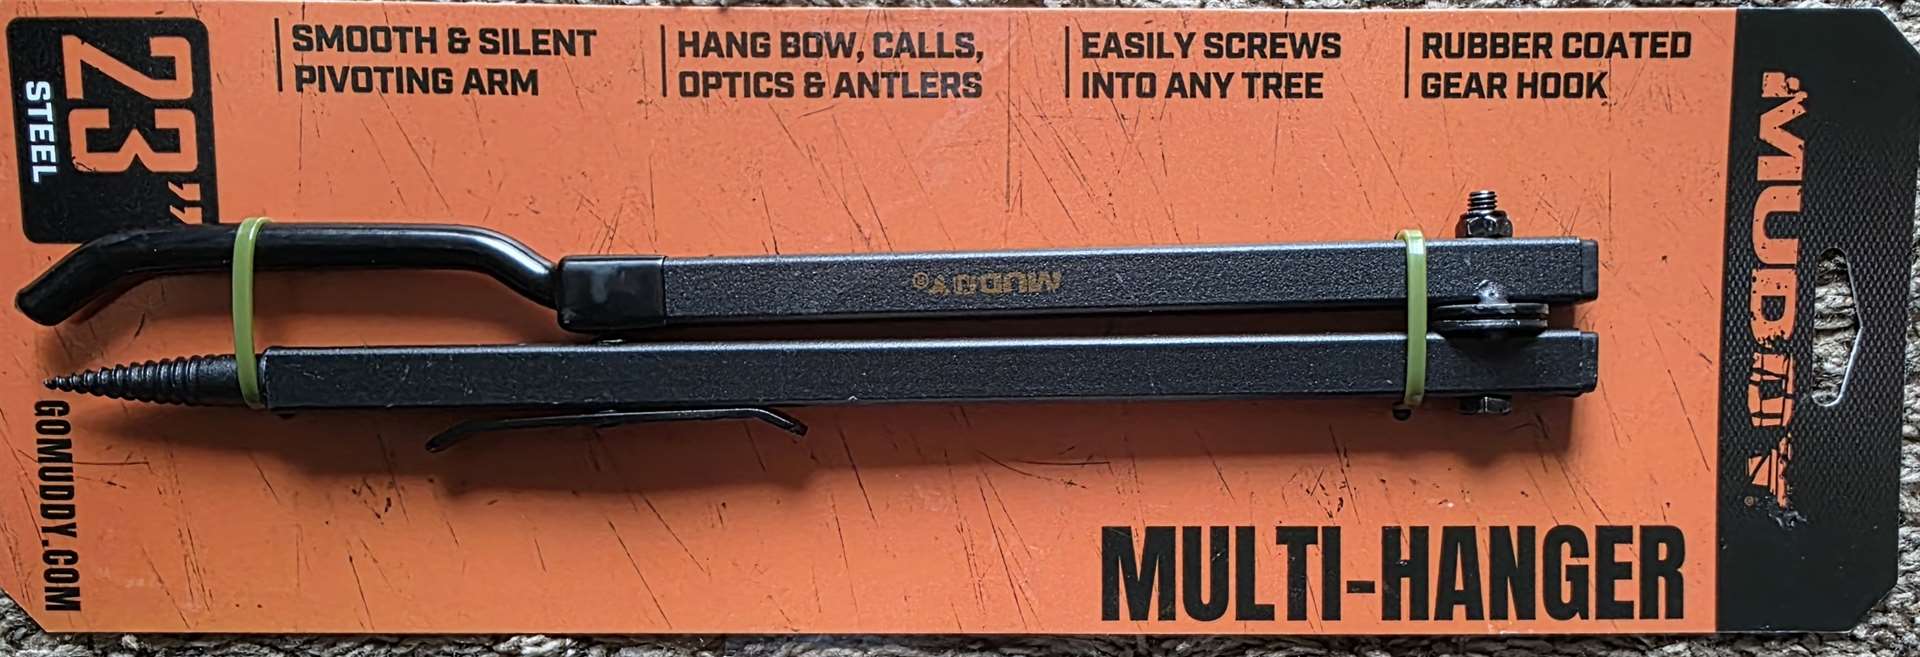 23”
STEEL
SMOOTH & SILENT
PIVOTING ARM
HANG BOW, CALLS,
OPTICS & ANTLERS
EASILY SCREWS
INTO ANY TREE
RUBBER COATED
GEAR HOOK
MUDDY®
MUDDY®
GOMUDDY.COM
MULTI-HANGER